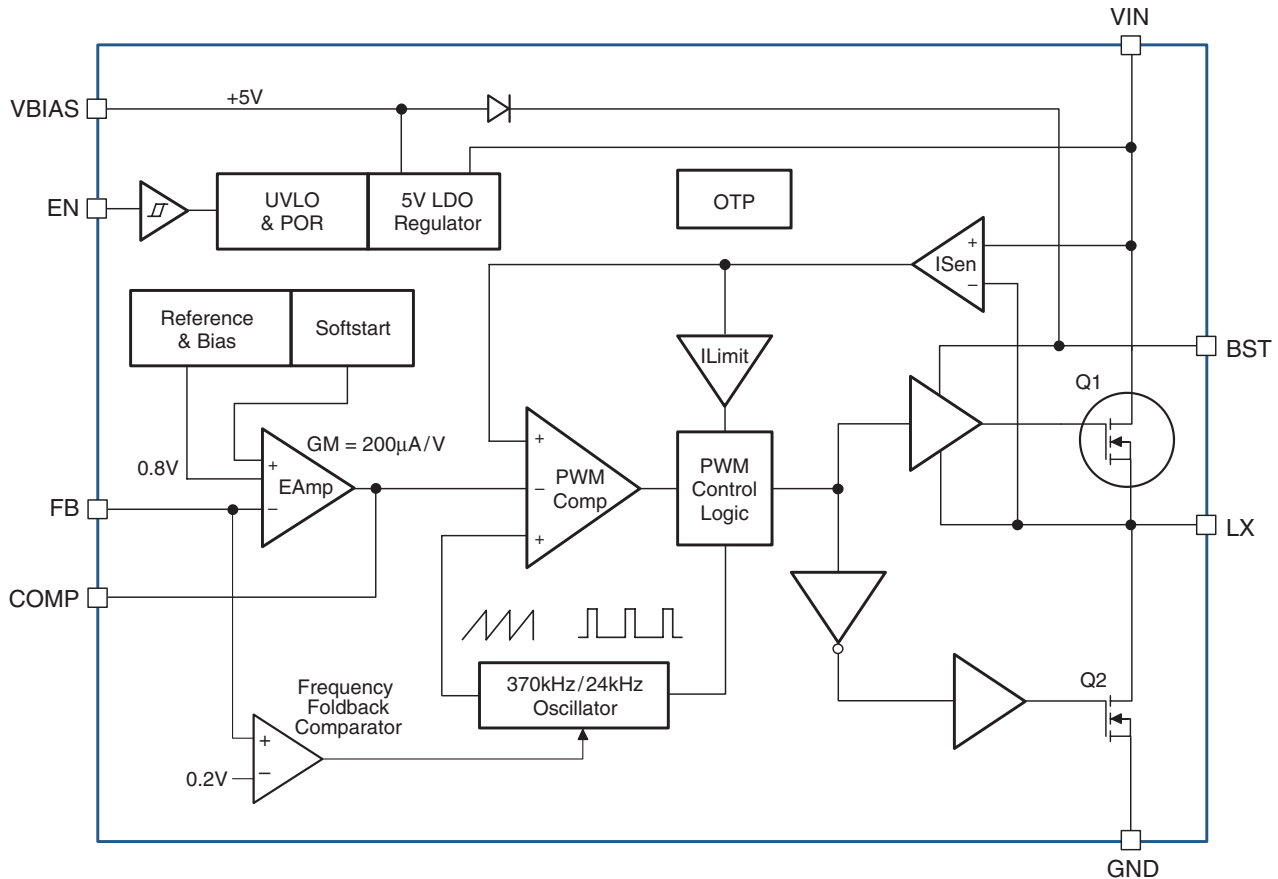 VIN
VBIAS
+5V
EN
UVLO
& POR
5V LDO
Regulator
OTP
+
ISen
–
Reference
& Bias
Softstart
ILimit
BST
Q1
GM = 200µA/V
0.8V
+
EAmp
–
+
PWM
Comp
–
+
PWM
Control
Logic
FB
LX
COMP
370kHz/24kHz
Oscillator
Frequency
Foldback
Comparator
Q2
+
0.2V
–
GND